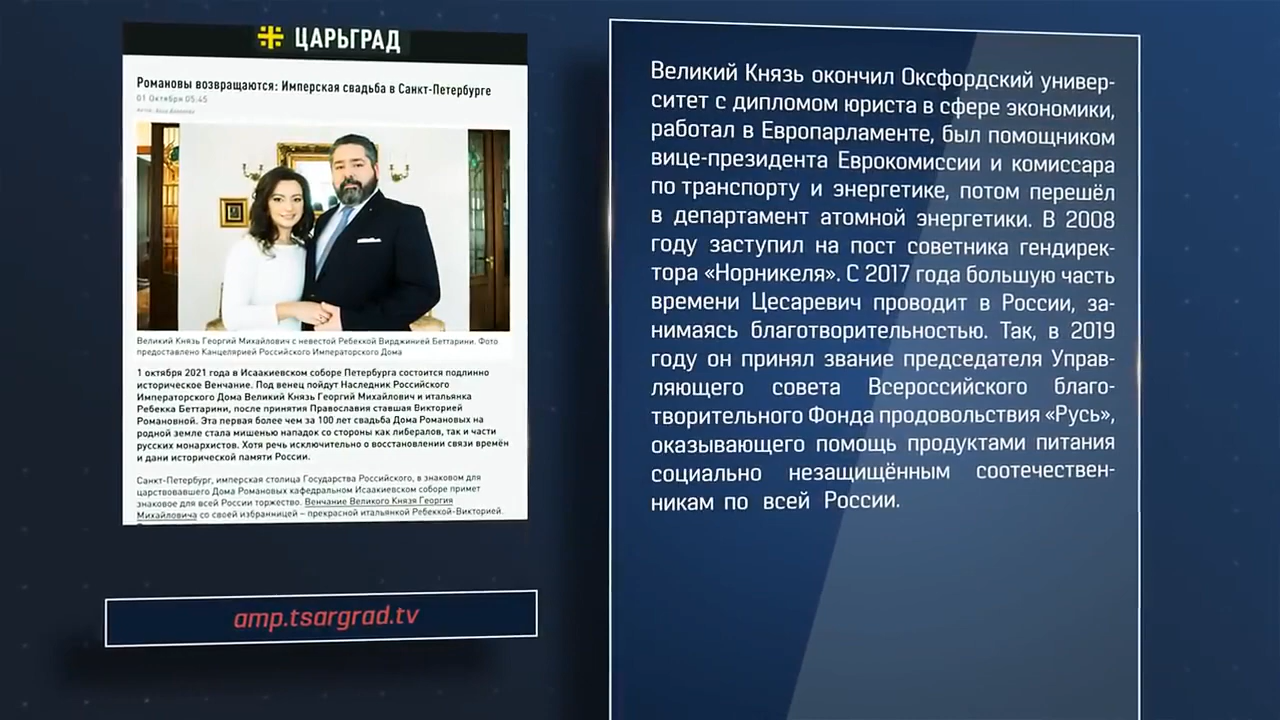 ЦАРЬГРАД
Романовы возвращаются: Имперская свадьба в Санкт-Петербурге
01 Октября 05:45
Великий Князь Георгий Михайлович с невестой Ребеккой Вирджинией Беттарини. Фото
предоставлено Канцелярией Российского Императорского Дома
1 октября 2021 года в Исаакиевском соборе Петербурга состоится подлинно
историческое Венчание. Под венец пойдут Наследник Российского
Императорского Дома Великий Князь Георгий Михайлович и итальянка
Ребекка Беттарини, после принятия Православия ставшая Викторией
Романовной. Эта первая более чем за 100 лет свадьба Дома Романовых на
родной земле стала мишенью нападок со стороны как либералов, так и части
русских монархистов. Хотя речь исключительно о восстановлении связи времён
и дани исторической памяти России.
Санкт-Петербург, имперская столица Государства Российского, в знаковом для
царствовавшего Дома Романовых кафедральном Исаакиевском соборе примет
знаковое для всей России торжество. Венчание Великого Князя Георгия
Михайловича со своей избранницей – прекрасной итальянкой Ребеккой-Викторией.
amp.tsargrad.tv
Великий Князь окончил Оксфордский универ-
ситет с дипломом юриста в сфере экономики,
работал в Европарламенте, был помощником
вице-президента Еврокомиссии и комиссара
по транспорту и энергетике, потом перешёл
в департамент атомной энергетики. В 2008
году заступил на пост советника гендирек-
тора «Норникеля». С 2017 года большую часть
времени Цесаревич проводит в России, за-
нимаясь благотворительностью. Так, в 2019
году он принял звание председателя Управ-
ляющего совета Всероссийского благо-
творительного Фонда продовольствия «Русь»,
оказывающего помощь продуктами питания
социально незащищённым соотечествен-
никам по всей России.